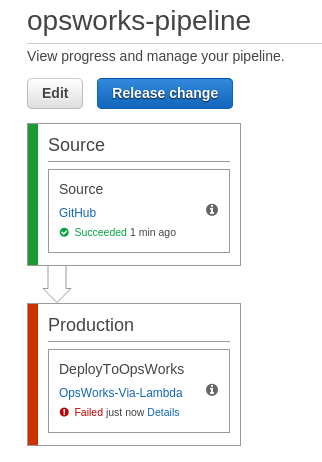 opsworks-pipeline
View progress and manage your pipeline.
Edit
Release change
Source
Source
GitHub
Succeeded 1 min ago
Production
DeployToOpsWorks
OpsWorks-Via-Lambda
Failed just now Details